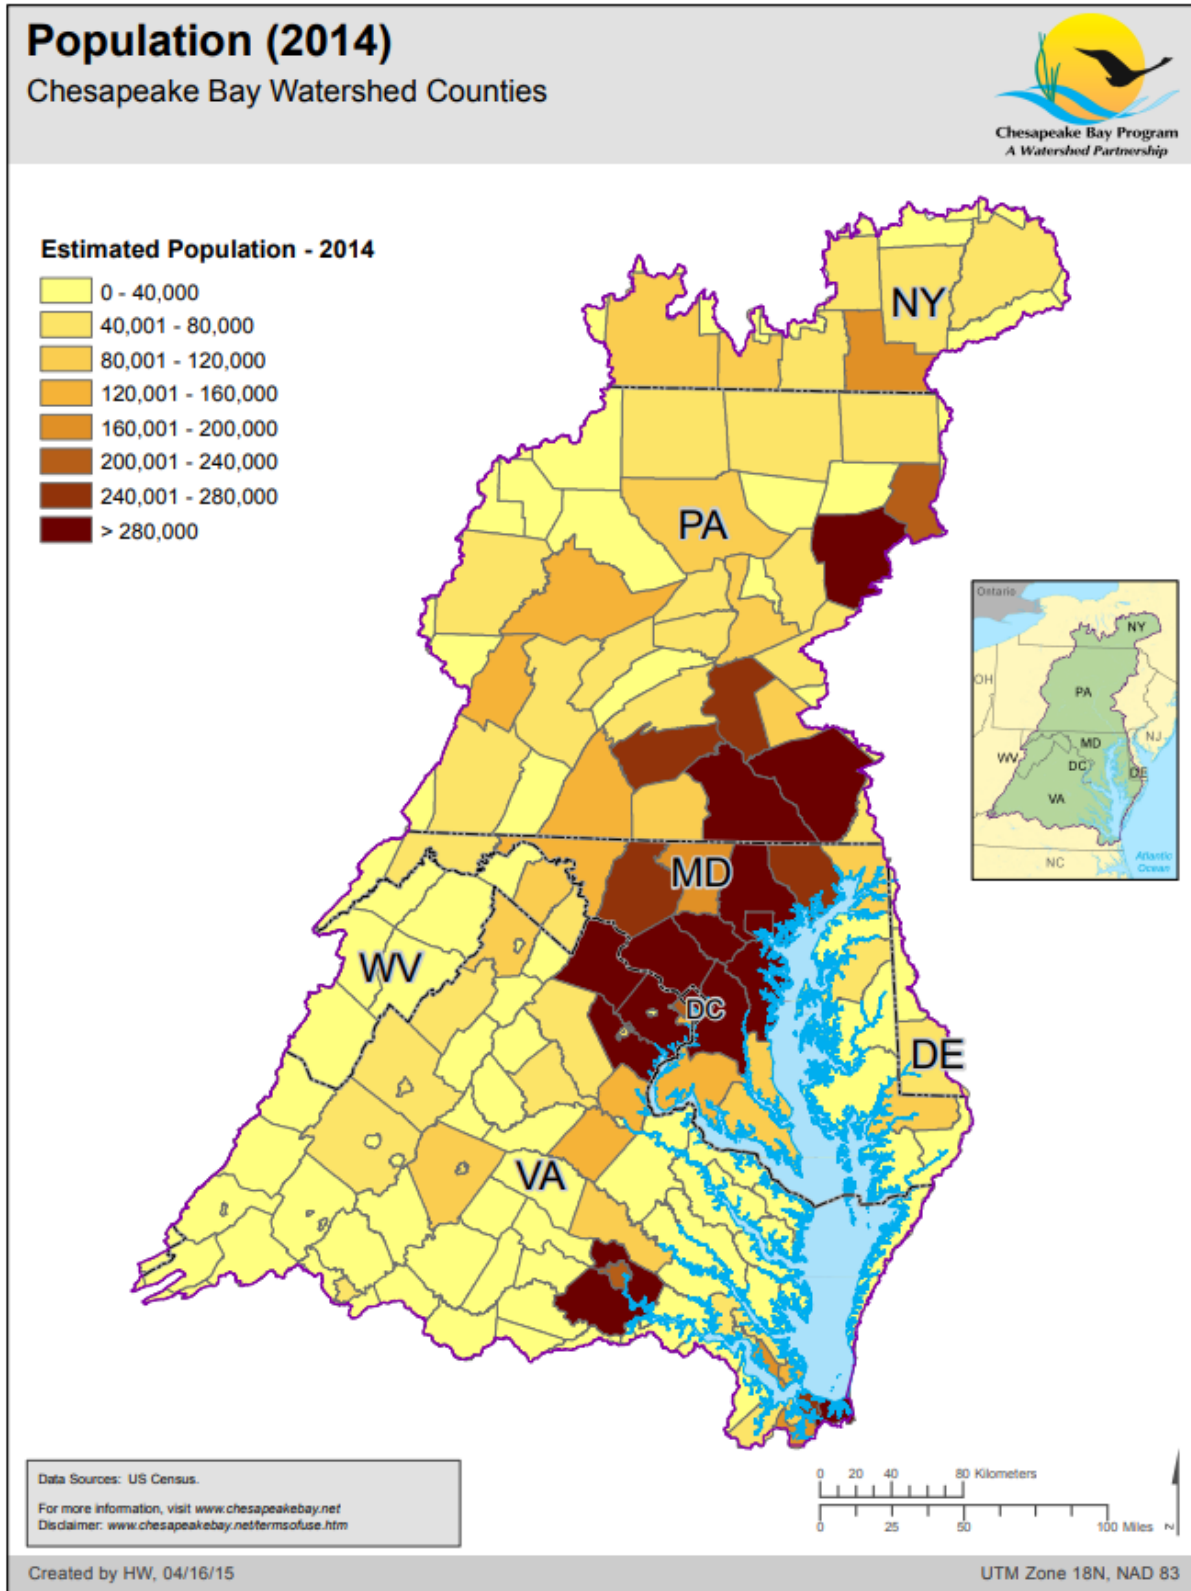 Population (2014)
Chesapeake Bay Watershed Counties
Chesapeake Bay Program
A Watershed Partnership
Estimated Population - 2014
0 - 40,000
40,001 - 80,000
80,001 - 120,000
120,001 - 160,000
160,001 - 200,000
200,001 - 240,000
240,001 - 280,000
> 280,000
NY
PA
MD
WV
DC
DE
VA
Ontario
NY
OH
PA
NJ
MD
WV
DC
DE
VA
NC
Atlantic
Ocean
Data Sources: US Census.
For more information, visit www.chesapeakebay.net
Disclaimer: www.chesapeakebay.net/termsofuse.htm
0 20 40 80 Kilometers
0 25 50 100 Miles
N
Created by HW, 04/16/15
UTM Zone 18N, NAD 83